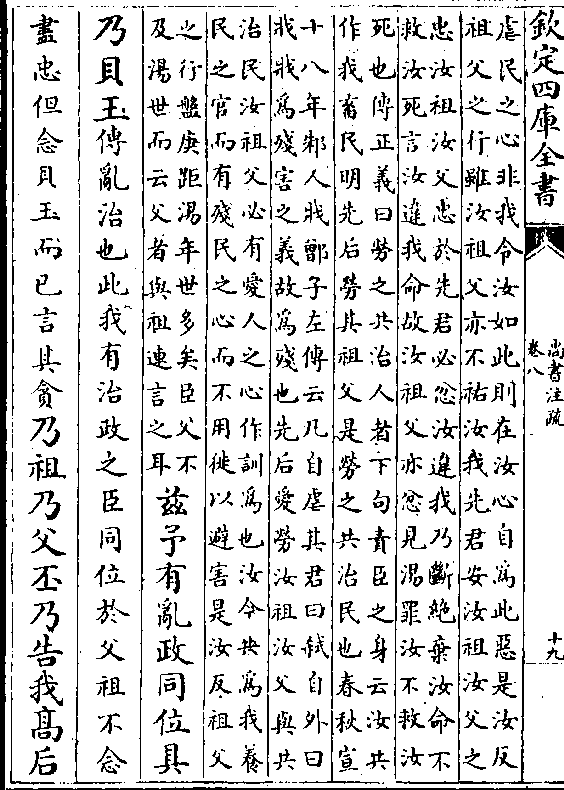 欽定四庫全書
尚書注疏
卷八
十九
虐民之心非我令汝如此則在汝心自為此惡是汝反
祖父之行雖汝祖父亦不祐汝我先君安汝祖汝父之
忠汝祖汝父忠於先君必忿汝違我乃斷絶棄汝命不
救汝死言汝違我命故汝祖父亦忿見湯罪汝不救汝
死也傳正義曰勞之共治人者下句責臣之身云汝共
作我畜民明先后勞其祖父是勞之共治民也春秋宣
十八年邾人戕鄫子左傳云凡自虐其君曰弑自外曰
戕戕為殘害之義故為殘也先后愛勞汝祖汝父與共
治民汝祖父必有愛人之心作訓為也汝今共為我養
民之官而有殘民之心而不用徙以避害是汝反祖父
之行盤庚距湯年世多矣臣父不
及湯世而云父者與祖連言之耳
兹予有亂政同位具
乃貝玉傳亂治也此我有治政之臣同位於父祖不念
盡忠但念貝玉而已言其貪乃祖乃父丕乃告我高后